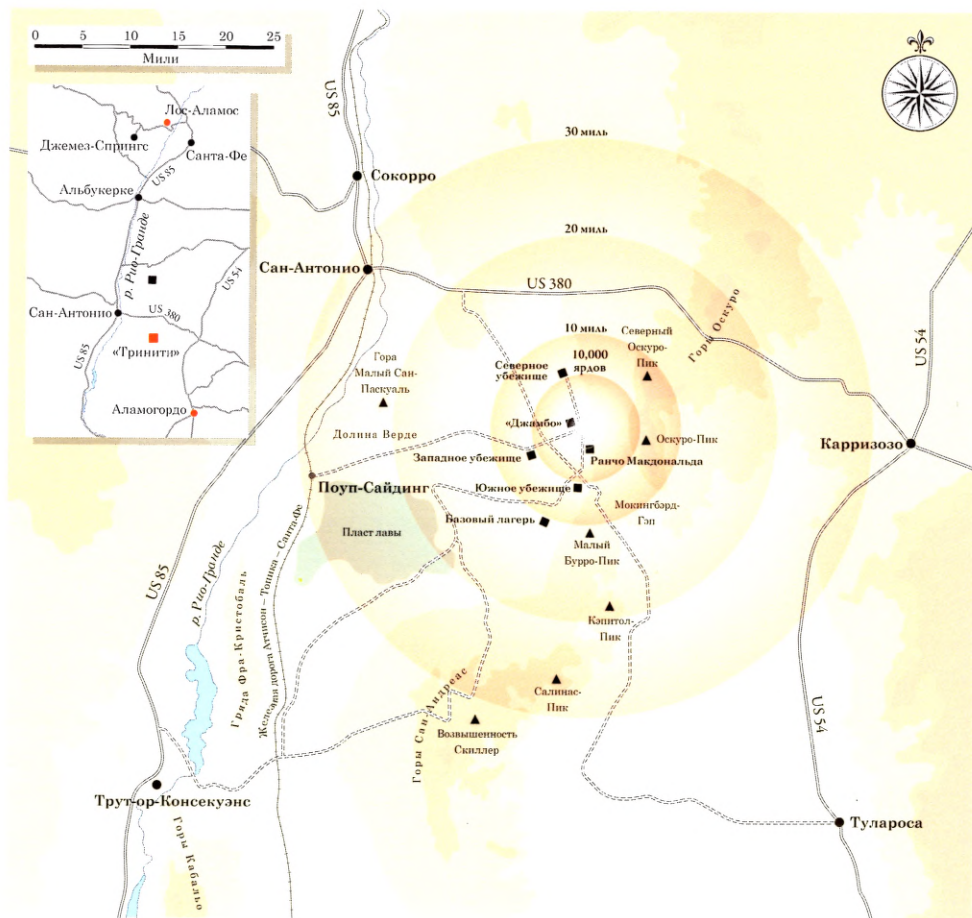 0 5 10 15 20 25
Мили
Лос-Аламос
Джемез-Спрингс
Санта-Фе
US 85
Альбукерке
р. Рио-Гранде
US 54
Сан-Антонио
US 380
US 85
«Тринити»
Аламогордо
US 85
30 миль
Сокорро
20 миль
Сан-Антонио
US 380
10 миль
Северный
Оскуро-
Пик
Горы Оскуро
US 54
10,000
ярдов
Северное
убежище
Гора
Малый Сан-
Паскуаль
«Джамбо»
Долина Верде
Оскуро-Пик
Карризозо
Западное убежище
Ранчо Макдональда
Поуп-Сайдинг
Южное убежище
Мокингбэрд-
Гэп
Базовый лагерь
Пласт лавы
Малый
Бурро-Пик
US 85
р. Рио-Гранде
Гряда Фра-Кристобаль
Железная дорога Атчисон – Топика – Санта-Фе
Кэпитол-
Пик
Горы Сан Андреас
Салинас-
Пик
Возвышенность
Скиллер
US 54
Трут-ор-Консекуэнс
Горы Кабальо
Тулароса